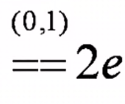 (0,1)
== 2e